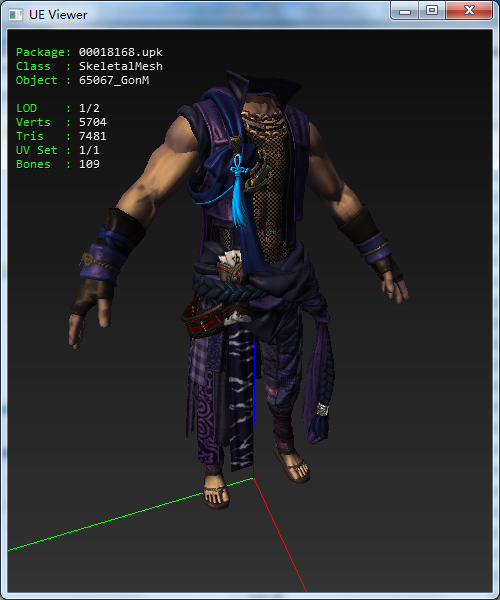 UE Viewer
Package: 00018168.upk
Class : SkeletalMesh
Object : 65067_GonM
LOD : 1/2
Verts : 5704
Tris : 7481
UV Set : 1/1
Bones : 109